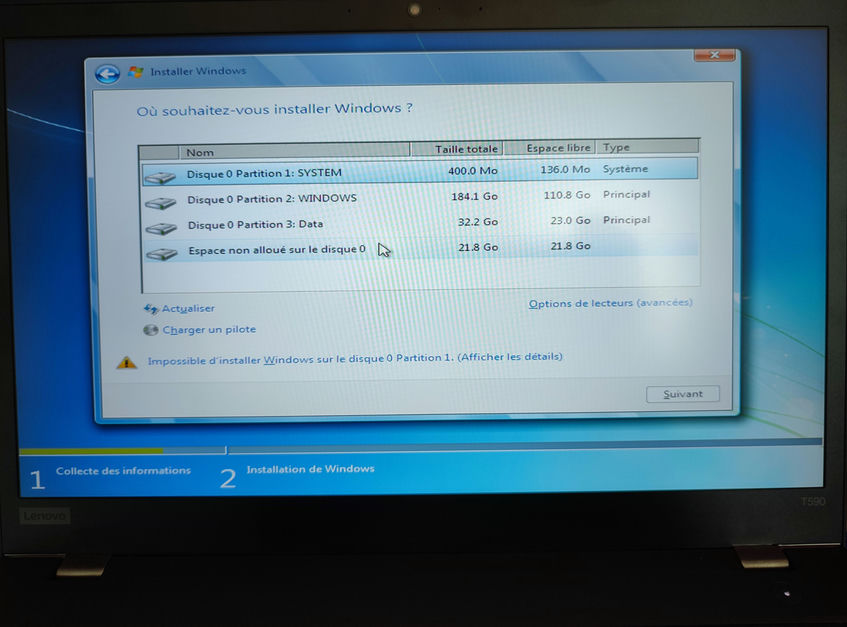 Installer Windows
Où souhaitez-vous installer Windows ?
Nom Taille totale Espace libre Type
Disque 0 Partition 1: SYSTEM 400.0 Mo 136.0 Mo Système
Disque 0 Partition 2: WINDOWS 184.1 Go 110.8 Go Principal
Disque 0 Partition 3: Data 32.2 Go 23.0 Go Principal
Espace non alloué sur le disque 0 21.8 Go 21.8 Go
Actualiser Options de lecteurs (avancées)
Charger un pilote
Impossible d'installer Windows sur le disque 0 Partition 1. (Afficher les détails)
Suivant
1 Collecte des informations 2 Installation de Windows
Lenovo T590